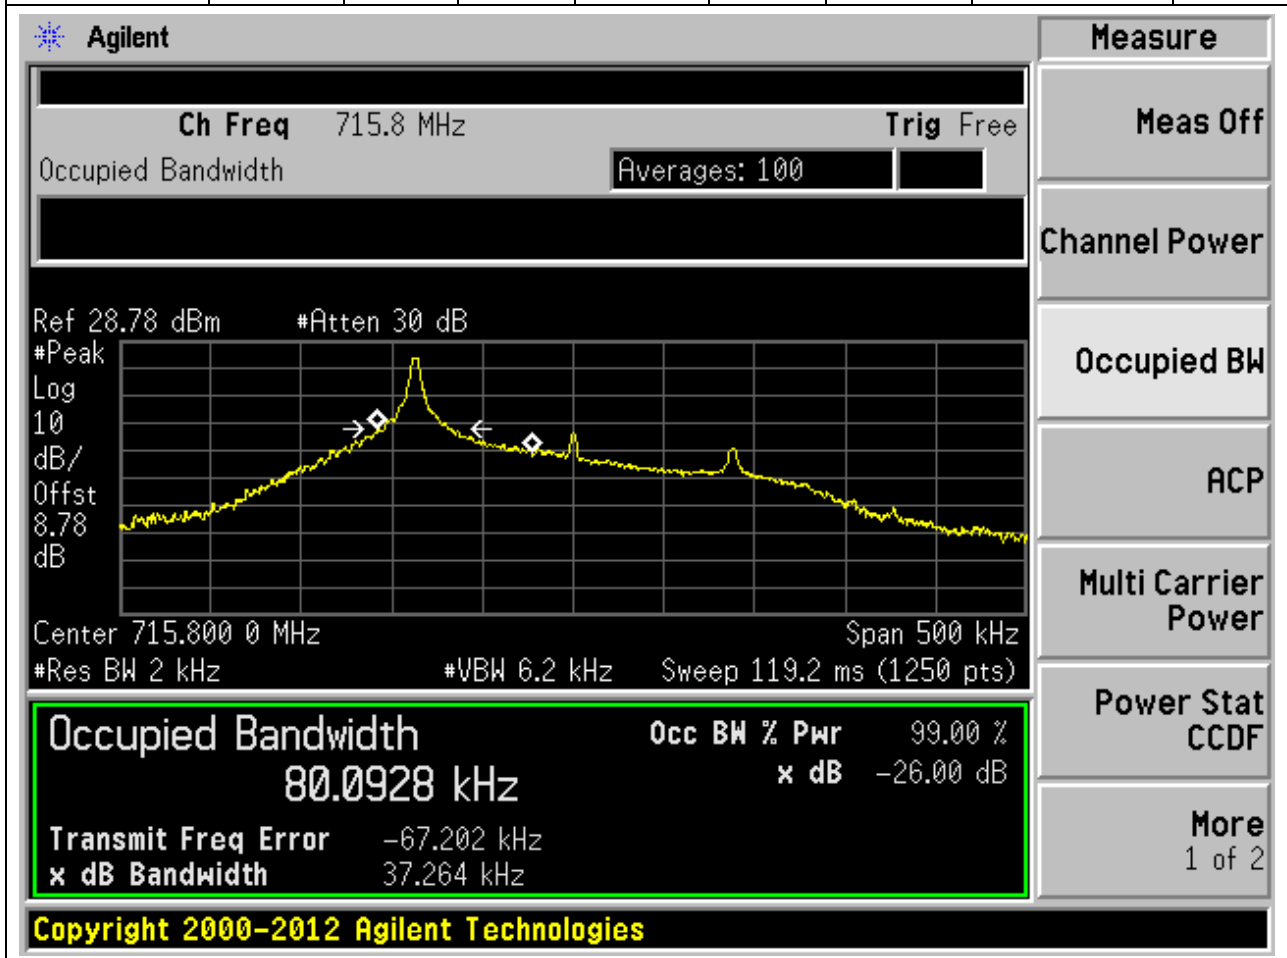 Agilent
Measure
Ch Freq 715.8 MHz Trig Free
Occupied Bandwidth Averages: 100
Ref 28.78 dBm #Atten 30 dB
#Peak
Log
10
dB/
Offst
8.78
dB
Center 715.800 0 MHz Span 500 kHz
#Res BW 2 kHz #VBW 6.2 kHz Sweep 119.2 ms (1250 pts)
Occupied Bandwidth
80.0928 kHz
Occ BW % Pwr 99.00 %
x dB -26.00 dB
Transmit Freq Error -67.202 kHz
x dB Bandwidth 37.264 kHz
Copyright 2000-2012 Agilent Technologies
Meas Off
Channel Power
Occupied BW
ACP
Multi Carrier
Power
Power Stat
CCDF
More
1 of 2